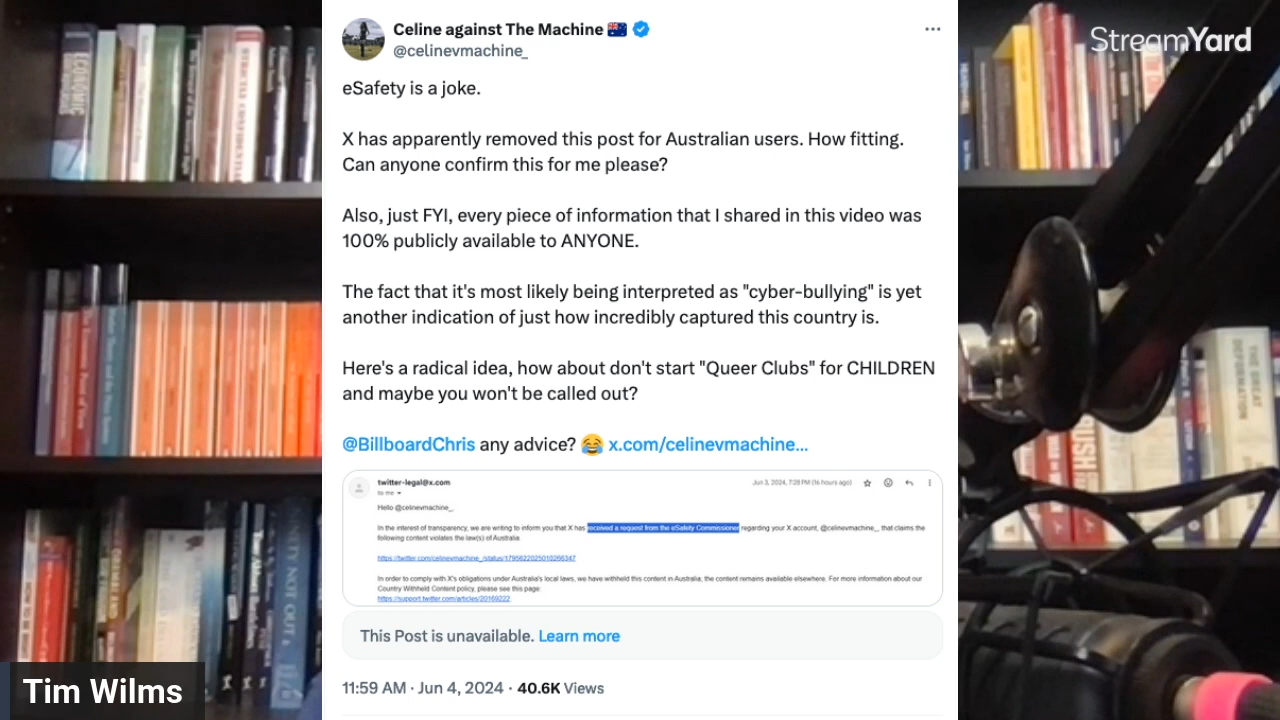 StreamYard
Celine against The Machine
@celinevmachine_
eSafety is a joke.
X has apparently removed this post for Australian users. How fitting.
Can anyone confirm this for me please?
Also, just FYI, every piece of information that I shared in this video was
100% publicly available to ANYONE.
The fact that it's most likely being interpreted as "cyber-bullying" is yet
another indication of just how incredibly captured this country is.
Here's a radical idea, how about don't start "Queer Clubs" for CHILDREN
and maybe you won't be called out?
@BillboardChris any advice? 😂 x.com/celinevmachine...
twitter-legal@x.com
Jun 3, 2024, 7:28 PM (16 hours ago)
to me
Hello @celinevmachine_,
In the interest of transparency, we are writing to inform you that X has received a request from the eSafety Commissioner regarding your X account, @celinevmachine_, that claims the
following content violates the law(s) of Australia.
https://twitter.com/celinevmachine_/status/1795622025010266347
In order to comply with X's obligations under Australia's local laws, we have withheld this content in Australia; the content remains available elsewhere. For more information about our
Country Withheld Content policy, please see this page:
https://support.twitter.com/articles/20169222.
This Post is unavailable. Learn more
11:59 AM · Jun 4, 2024 · 40.6K Views
Tim Wilms
ECONOMIC